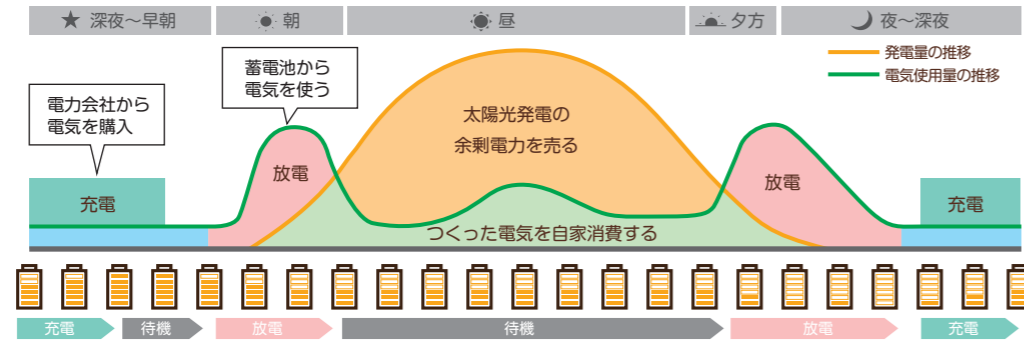 深夜～早朝
朝
昼
夕方
夜～深夜
発電量の推移
電気使用量の推移
蓄電池から
電気を使う
電力会社から
電気を購入
太陽光発電の
余剰電力を売る
放電
放電
充電
充電
つくった電気を自家消費する
充電
待機
放電
待機
放電
充電